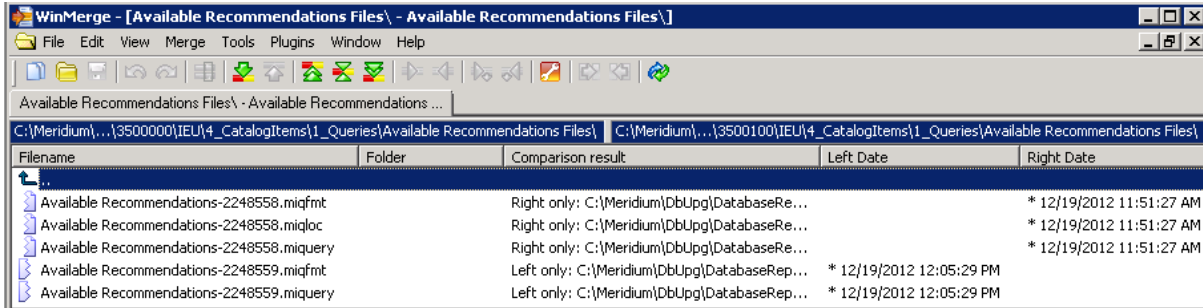 WinMerge - [Available Recommendations Files\ - Available Recommendations Files\]
File Edit View Merge Tools Plugins Window Help
Available Recommendations Files\ - Available Recommendations ...
C:\Meridium\...\3500000\IEU\4_CatalogItems\1_Queries\Available Recommendations Files\ C:\Meridium\...\3500100\IEU\4_CatalogItems\1_Queries\Available Recommendations Files\
Filename Folder Comparison result Left Date Right Date
..
Available Recommendations-2248558.miqfmt Right only: C:\Meridium\DbUpg\DatabaseRe... * 12/19/2012 11:51:27 AM
Available Recommendations-2248558.miqloc Right only: C:\Meridium\DbUpg\DatabaseRe... * 12/19/2012 11:51:27 AM
Available Recommendations-2248558.miquery Right only: C:\Meridium\DbUpg\DatabaseRe... * 12/19/2012 11:51:27 AM
Available Recommendations-2248559.miqfmt Left only: C:\Meridium\DbUpg\DatabaseRep... * 12/19/2012 12:05:29 PM
Available Recommendations-2248559.miquery Left only: C:\Meridium\DbUpg\DatabaseRep... * 12/19/2012 12:05:29 PM